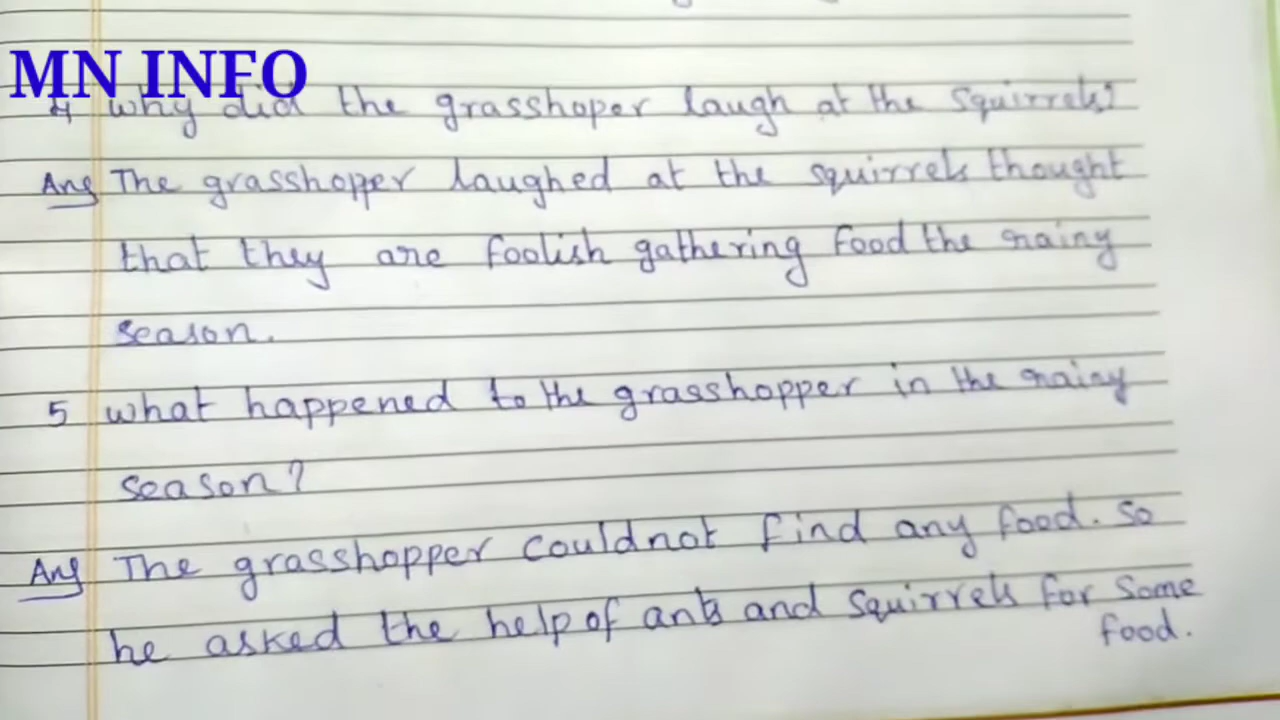 MN INFO
4 why did the grasshoper laugh at the squirrels?
Ans The grasshopper laughed at the squirrels thought
that they are foolish gathering food the rainy
season.
5 what happened to the grasshopper in the rainy
season?
Ans The grasshopper couldnot find any food. so
he asked the help of ants and squirrels for some
food.